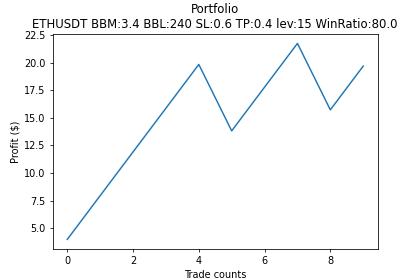 Portfolio
ETHUSDT BBM:3.4 BBL:240 SL:0.6 TP:0.4 lev:15 WinRatio:80.0
22.5
20.0
17.5
15.0
12.5
10.0
7.5
5.0
Profit ($)
0 2 4 6 8
Trade counts